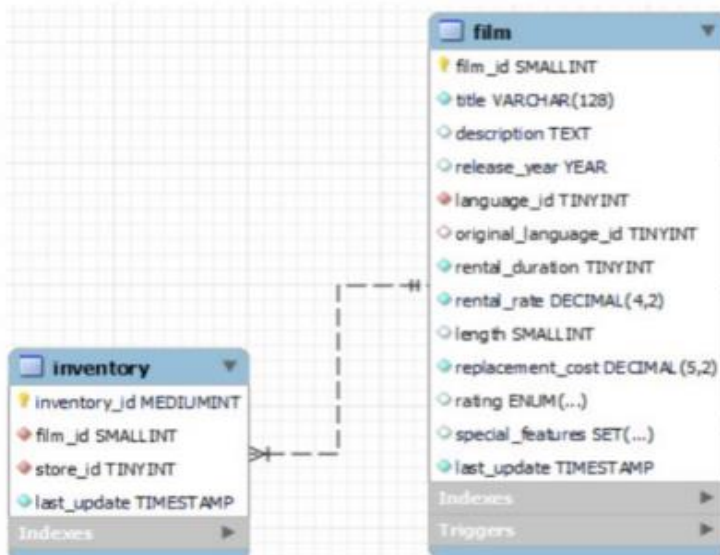 film
film_id SMALLINT
title VARCHAR(128)
description TEXT
release_year YEAR
language_id TINYINT
original_language_id TINYINT
rental_duration TINYINT
rental_rate DECIMAL(4,2)
length SMALLINT
replacement_cost DECIMAL(5,2)
rating ENUM(...)
special_features SET(...)
last_update TIMESTAMP
Indexes
Triggers
inventory
inventory_id MEDIUMINT
film_id SMALLINT
store_id TINYINT
last_update TIMESTAMP
Indexes